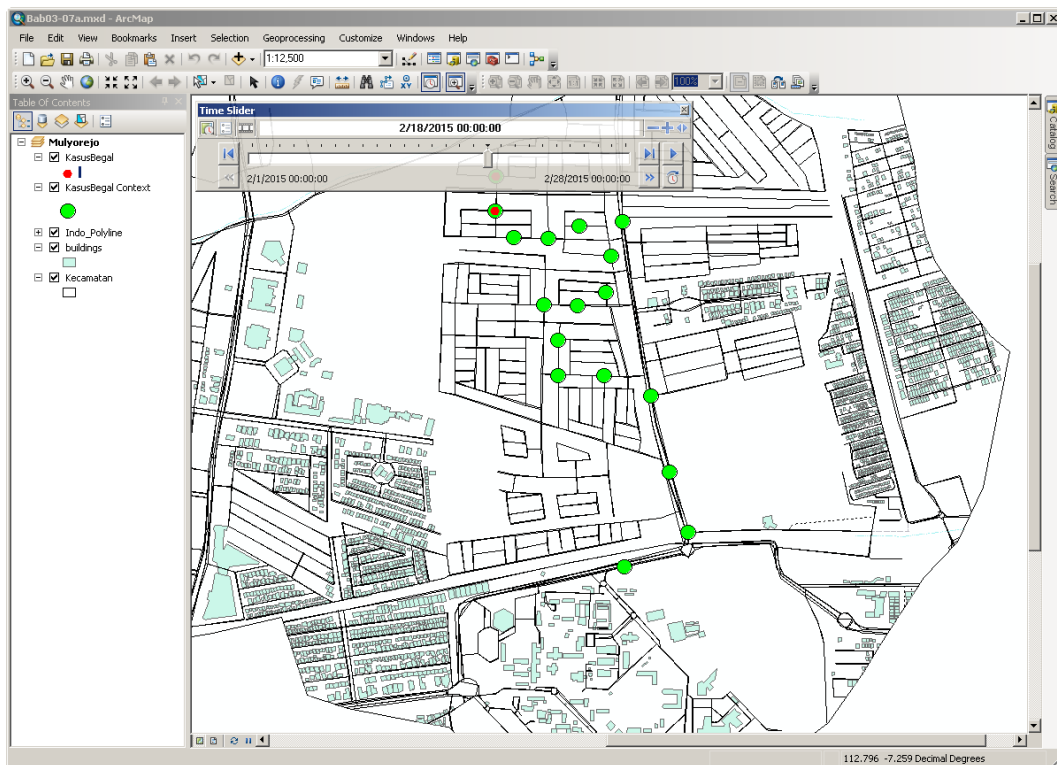 Bab03-07a.mxd - ArcMap
File Edit View Bookmarks Insert Selection Geoprocessing Customize Windows Help
1:12,500
100%
Table Of Contents
Time Slider
2/18/2015 00:00:00
2/1/2015 00:00:00 2/28/2015 00:00:00
Mulyorejo
KasusBegal
KasusBegal Context
Indo_Polyline
buildings
Kecamatan
Catalog
Search
112.796 -7.259 Decimal Degrees